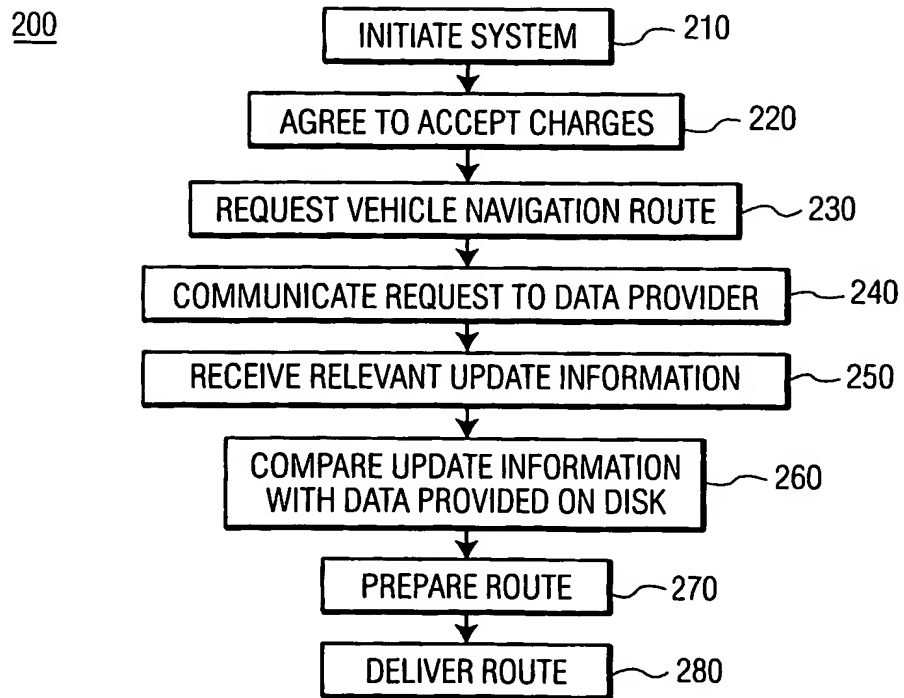 200
INITIATE SYSTEM 210
AGREE TO ACCEPT CHARGES 220
REQUEST VEHICLE NAVIGATION ROUTE 230
COMMUNICATE REQUEST TO DATA PROVIDER 240
RECEIVE RELEVANT UPDATE INFORMATION 250
COMPARE UPDATE INFORMATION
WITH DATA PROVIDED ON DISK 260
PREPARE ROUTE 270
DELIVER ROUTE 280